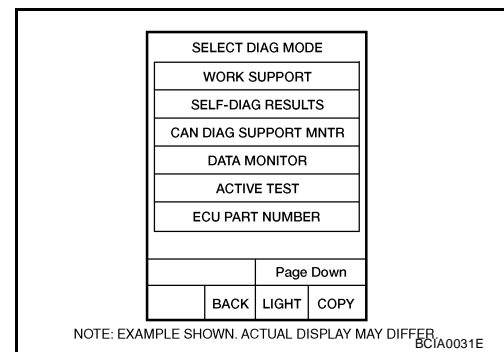 SELECT DIAG MODE
WORK SUPPORT
SELF-DIAG RESULTS
CAN DIAG SUPPORT MNTR
DATA MONITOR
ACTIVE TEST
ECU PART NUMBER
Page Down
BACK LIGHT COPY
NOTE: EXAMPLE SHOWN. ACTUAL DISPLAY MAY DIFFER.
BCIA0031E